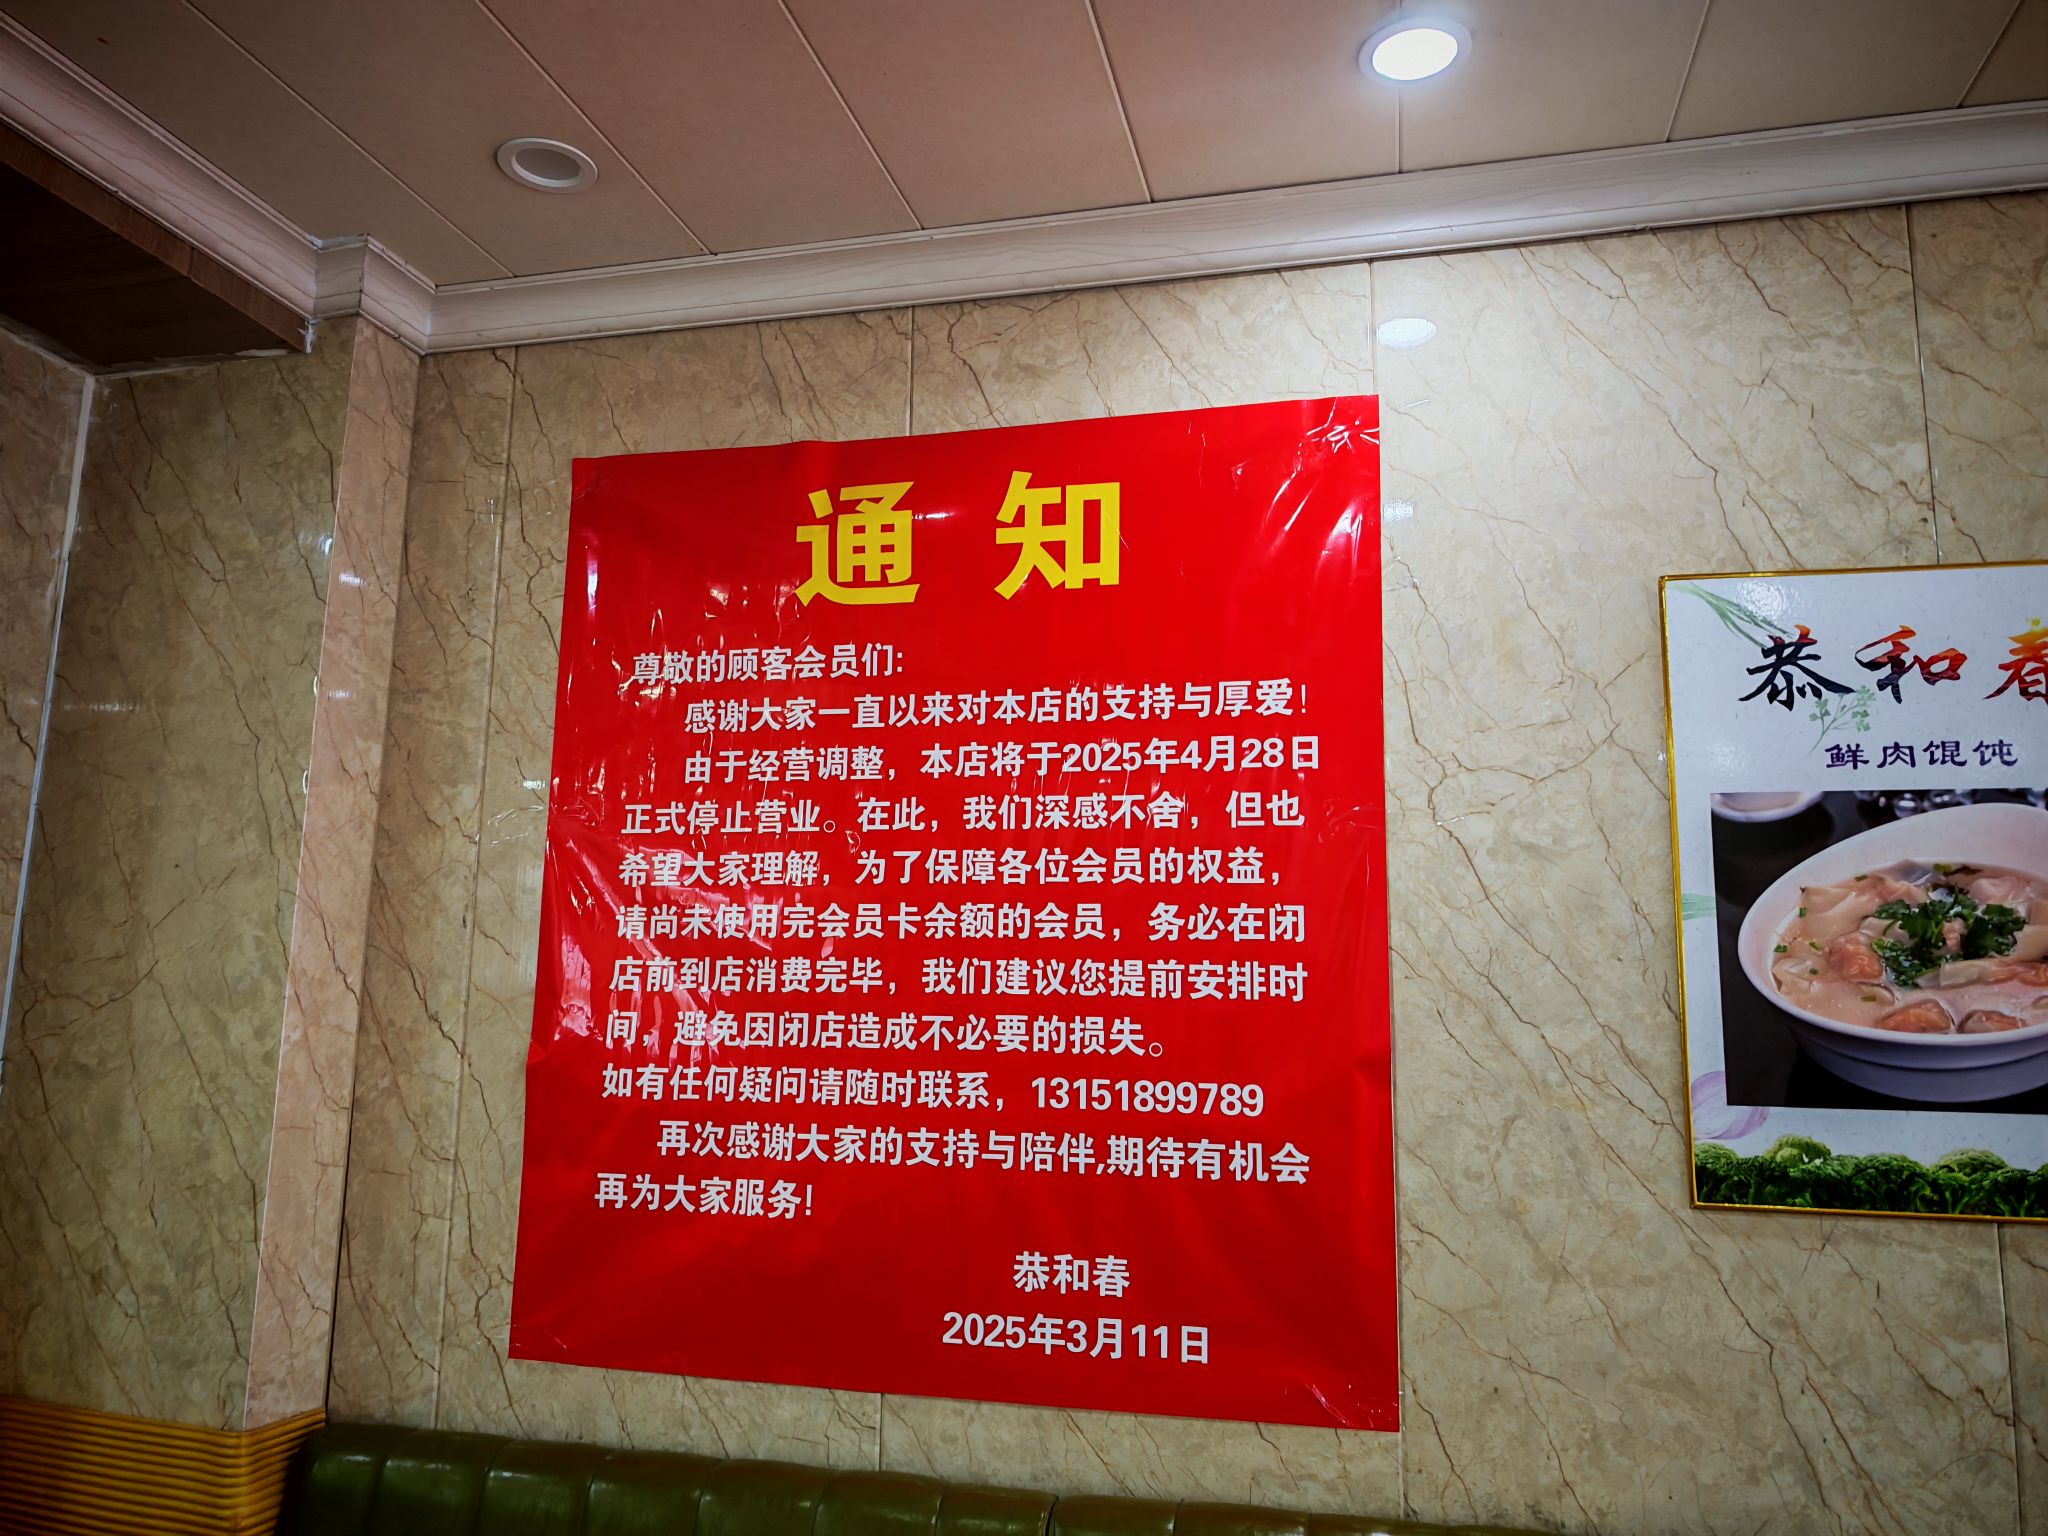 通知
尊敬的顾客会员们:
感谢大家一直以来对本店的支持与厚爱!
由于经营调整，本店将于2025年4月28日
正式停止营业。在此，我们深感不舍，但也
希望大家理解，为了保障各位会员的权益，
请尚未使用完会员卡余额的会员，务必在闭
店前到店消费完毕，我们建议您提前安排时
间，避免因闭店造成不必要的损失。
如有任何疑问请随时联系，13151899789
再次感谢大家的支持与陪伴,期待有机会
再为大家服务!
恭和春
2025年3月11日
恭和春
鲜肉馄饨